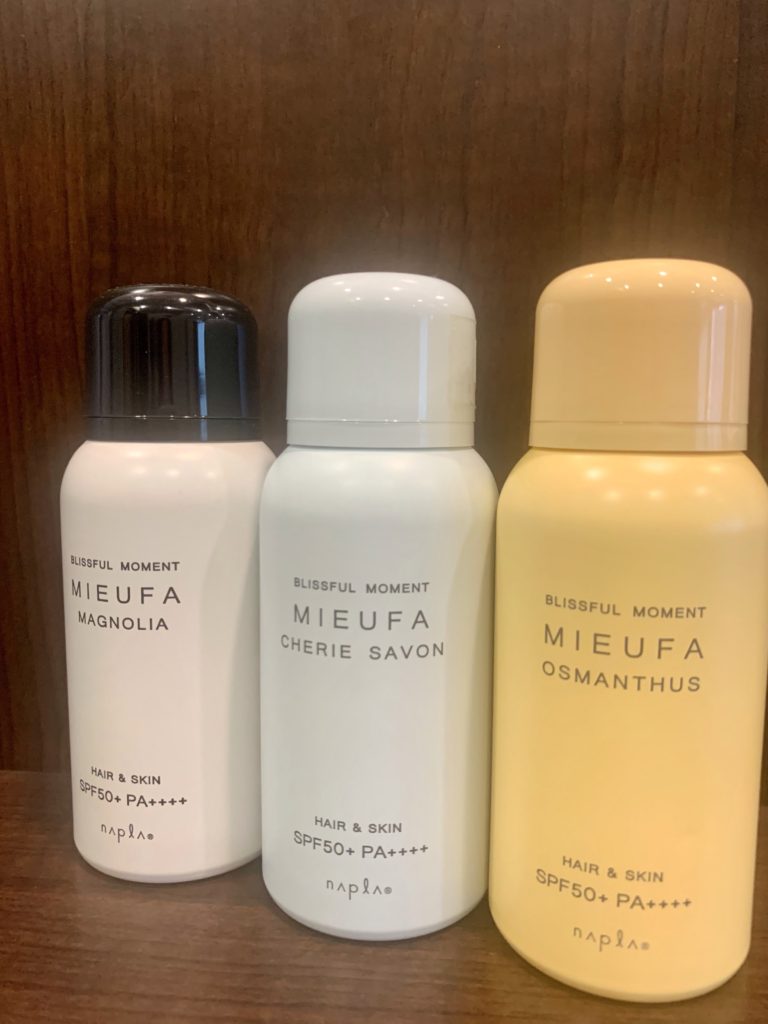 BLISSFUL MOMENT
MIEUFA
MAGNOLIA
HAIR & SKIN
SPF50+ PA++++
napla®
BLISSFUL MOMENT
MIEUFA
CHERIE SAVON
HAIR & SKIN
SPF50+ PA++++
napla®
BLISSFUL MOMENT
MIEUFA
OSMANTHUS
HAIR & SKIN
SPF50+ PA++++
napla®